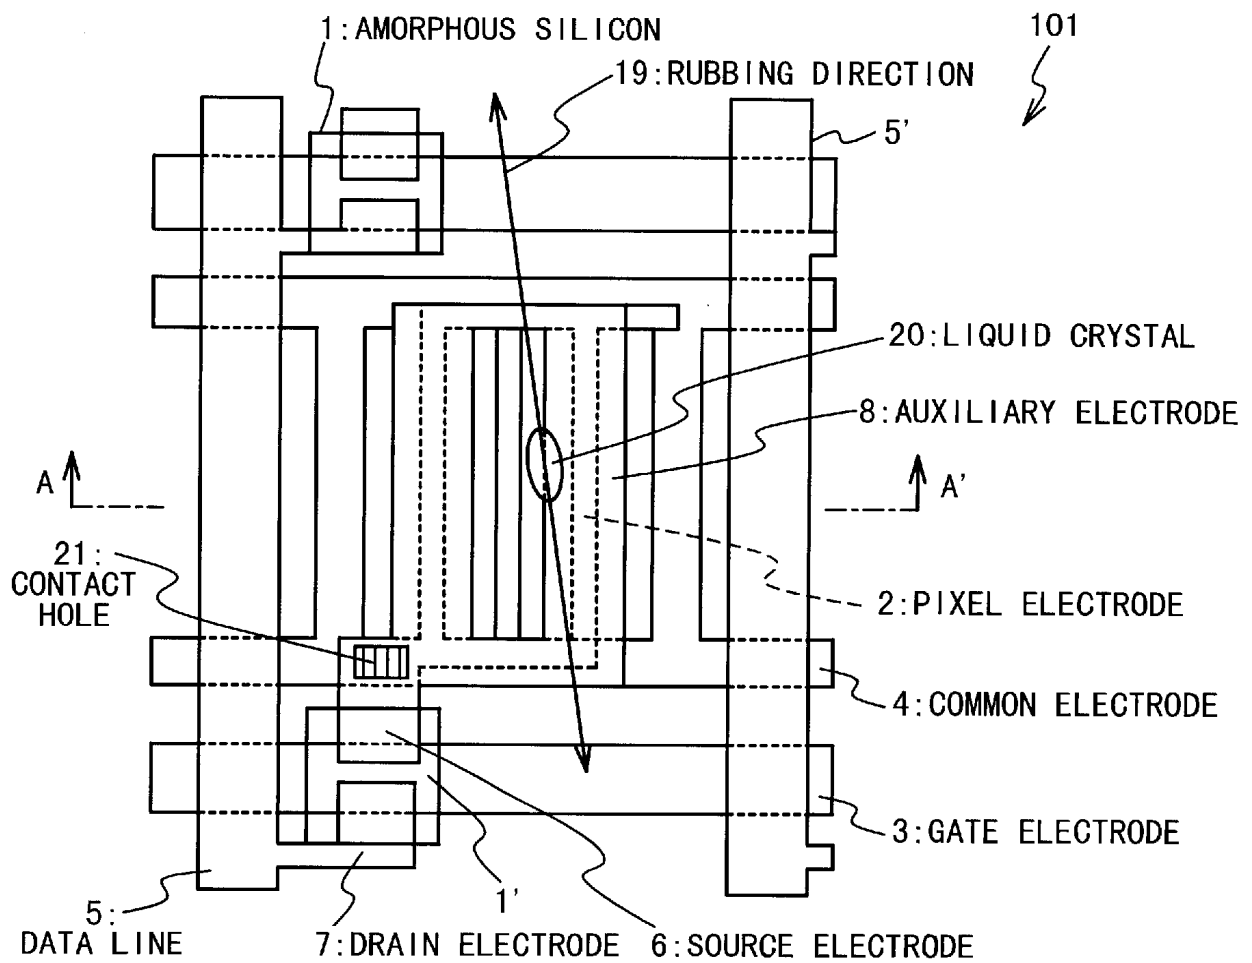 1:AMORPHOUS SILICON
101
19:RUBBING DIRECTION
5'
20:LIQUID CRYSTAL
8:AUXILIARY ELECTRODE
A
A'
21:
CONTACT
HOLE
2:PIXEL ELECTRODE
4:COMMON ELECTRODE
3:GATE ELECTRODE
1'
5:
DATA LINE
7:DRAIN ELECTRODE
6:SOURCE ELECTRODE